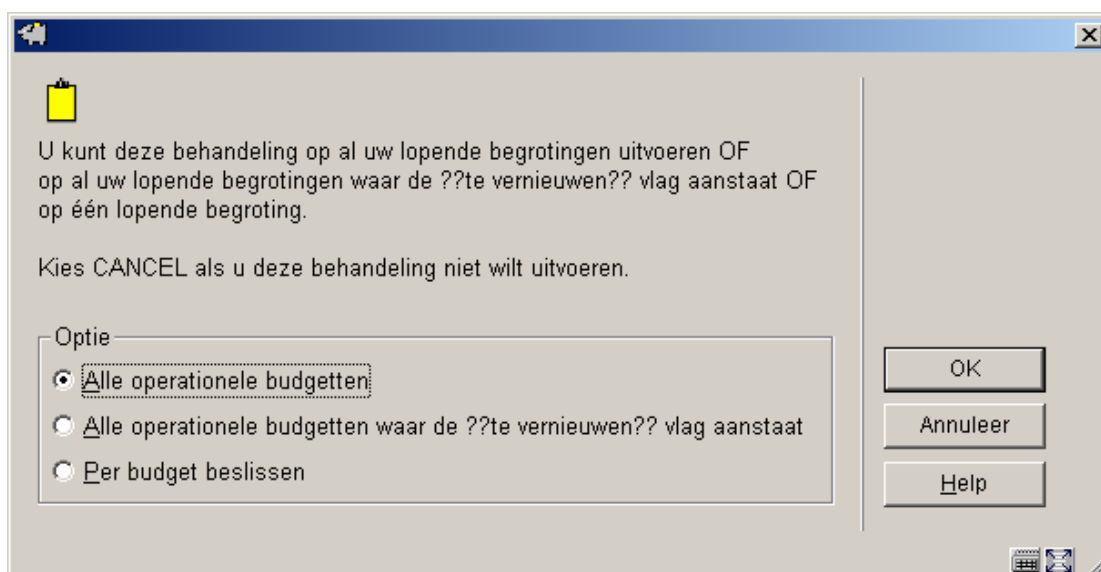 U kunt deze behandeling op al uw lopende begrotingen uitvoeren OF
op al uw lopende begrotingen waar de ??te vernieuwen?? vlag aanstaat OF
op één lopende begroting.
Kies CANCEL als u deze behandeling niet wilt uitvoeren.
Optie
Alle operationele budgetten
Alle operationele budgetten waar de ??te vernieuwen?? vlag aanstaat
Per budget beslissen
OK
Annuleer
Help